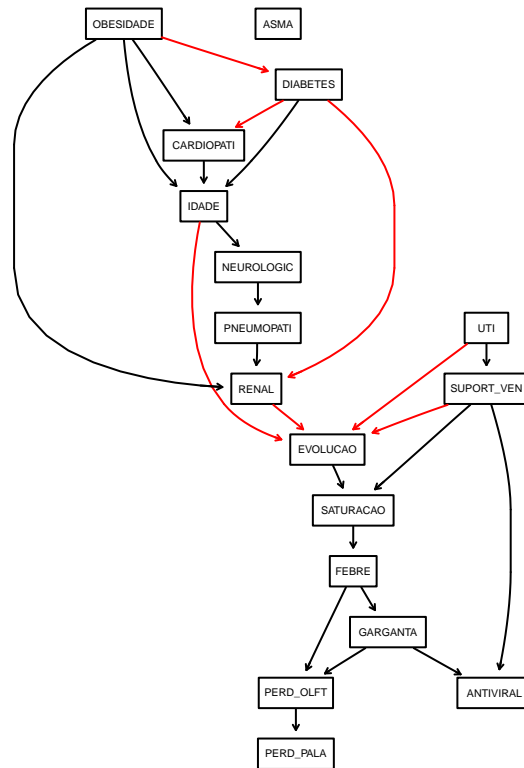 OBESIDADE
ASMA
DIABETES
CARDIOPATI
IDADE
NEUROLOGIC
PNEUMOPATI
UTI
RENAL
SUPORT_VEN
EVOLUCAO
SATURACAO
FEBRE
GARGANTA
PERD_OLFT
ANTIVIRAL
PERD_PALA